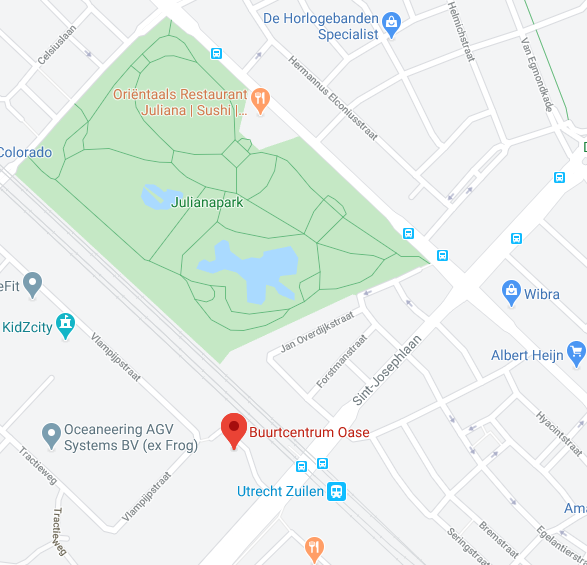 De Horlogebanden
Specialist
Helmichstraat
Celsiuslaan
Van Egmondkade
Hermannus Elconiusstraat
Oriëntaals Restaurant
Juliana | Sushi |...
Colorado
D
Julianapark
eFit
Wibra
KidZcity
Jan Overdijkstraat
Vlampijpstraat
Forstmanstraat
Sint-Josephlaan
Albert Heijn
Hyacintstraat
Oceaneering AGV
Systems BV (ex Frog)
Buurtcentrum Oase
Tractieweg
Vlampijpstraat
Utrecht Zuilen
Tractieweg
Ama
Seringstraat
Bremstraat
Egelantierstraat